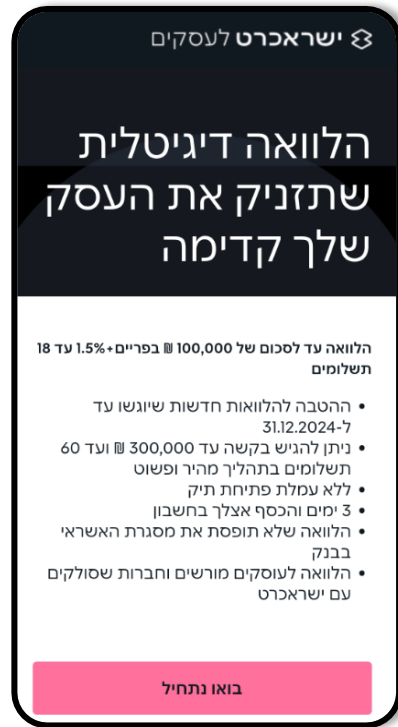 ישראכרט לעסקים
הלוואה דיגיטלית
שתזניק את העסק
שלך קדימה
הלוואה עד לסכום של 100,000 ₪ בפריים+1.5% עד 18
תשלומים
• ההטבה להלוואות חדשות שיוגשו עד
ל-31.12.2024
• ניתן להגיש בקשה עד 300,000 ₪ ועד 60
תשלומים בתהליך מהיר ופשוט
• ללא עמלת פתיחת תיק
• 3 ימים והכסף אצלך בחשבון
• הלוואה שלא תופסת את מסגרת האשראי
בבנק
• הלוואה לעוסקים מורשים וחברות שסולקים
עם ישראכרט
בואו נתחיל